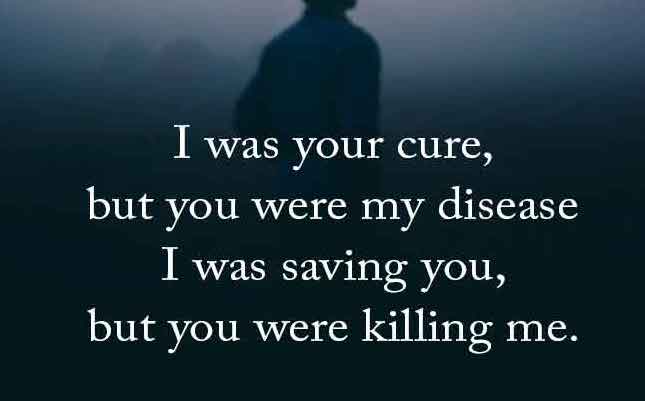 I was your cure,
but you were my disease
I was saving you,
but you were killing me.